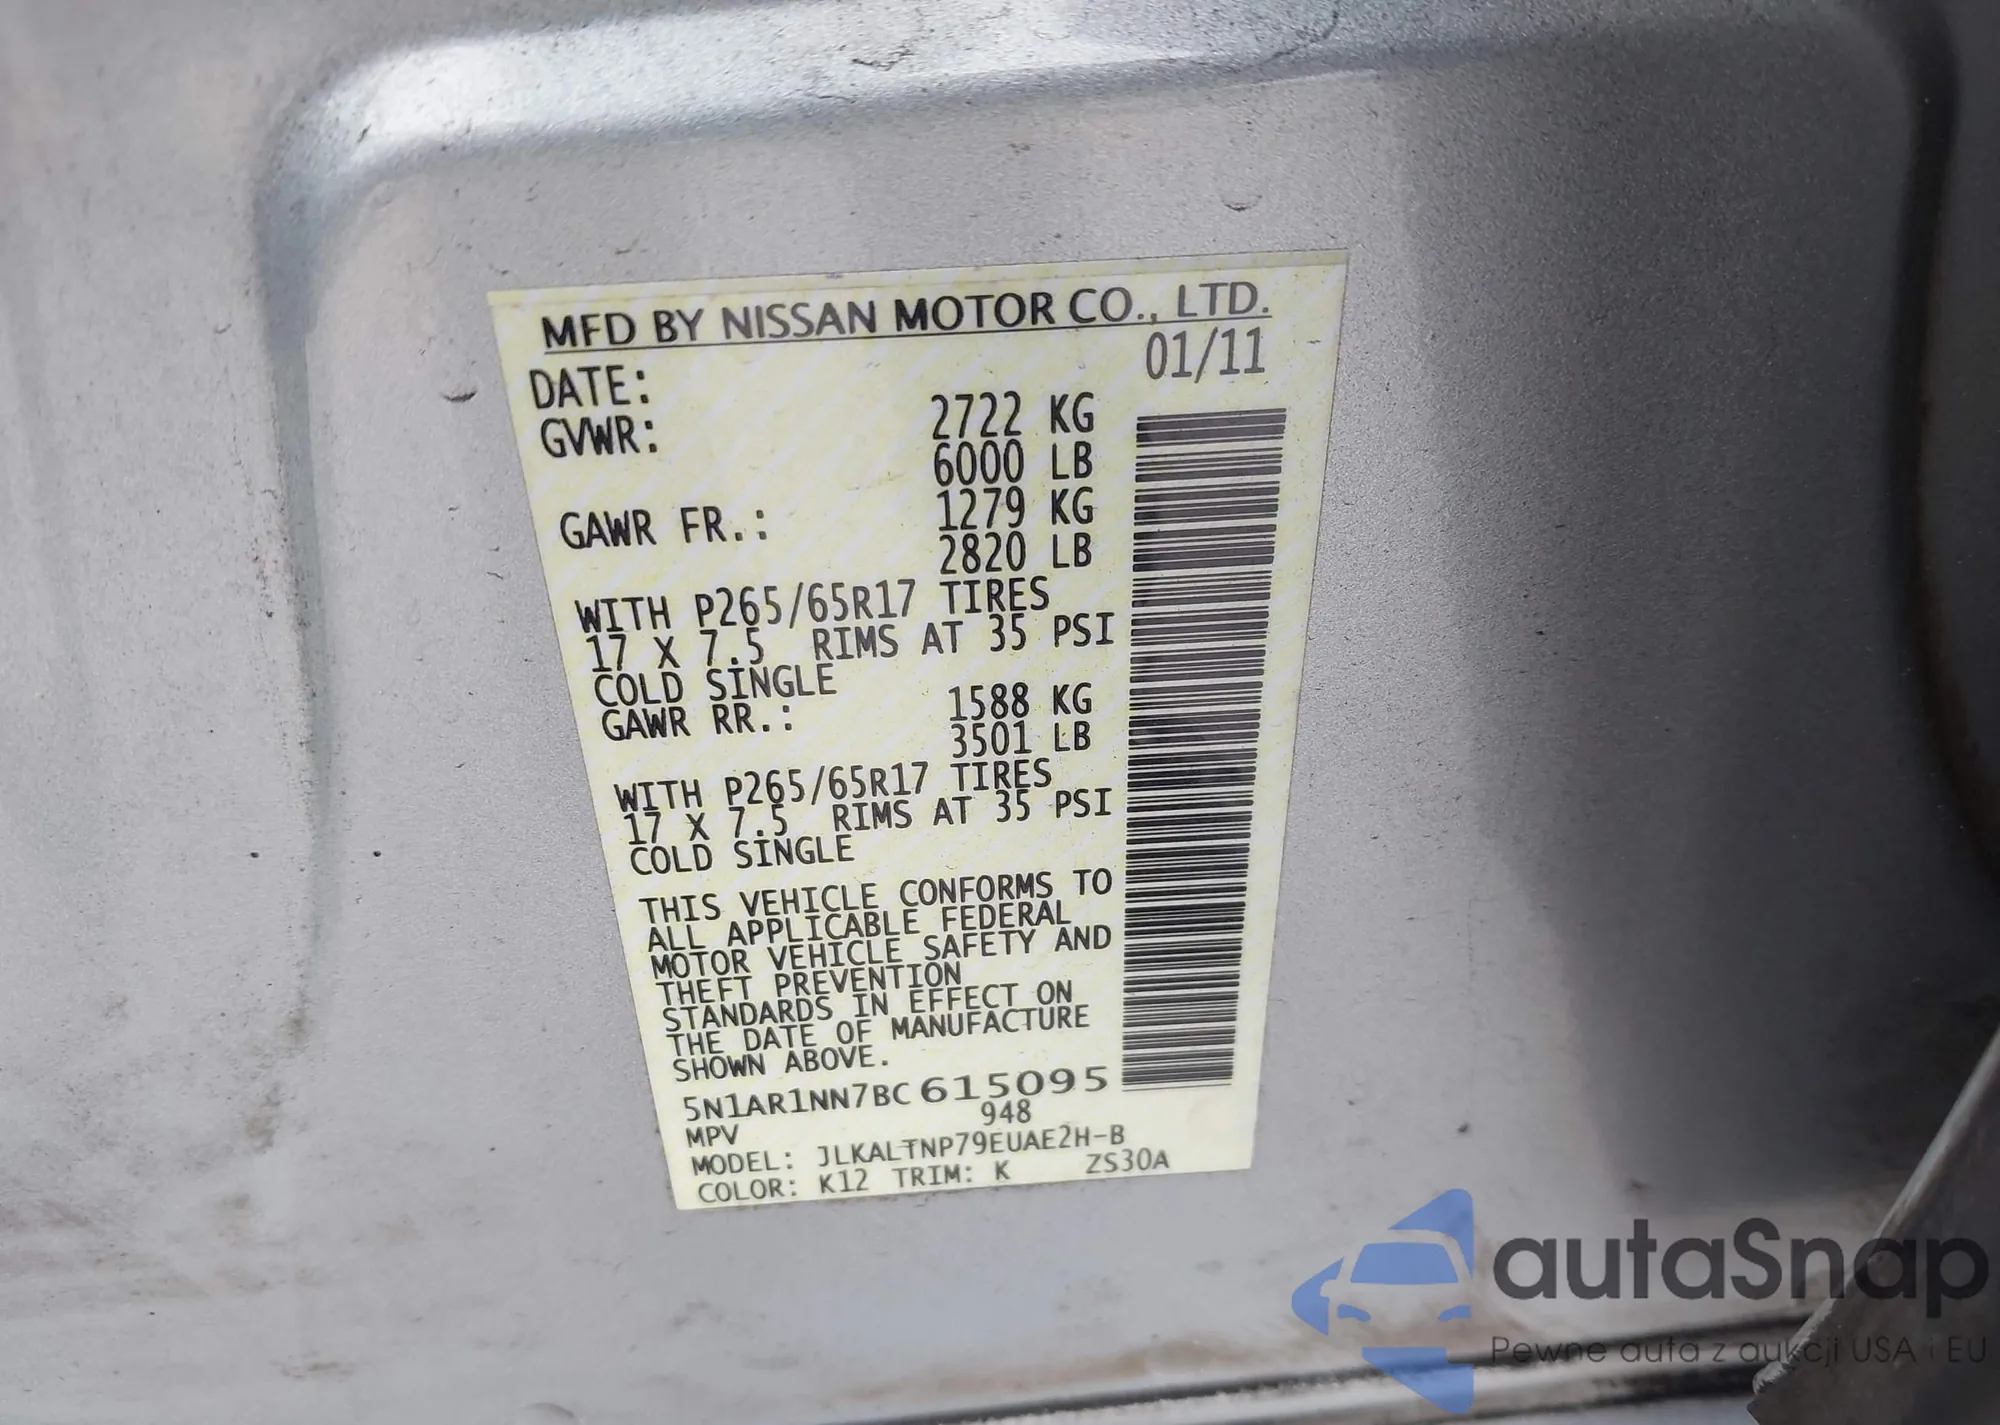 MFD BY NISSAN MOTOR CO., LTD.
DATE: 01/11
GVWR: 2722 KG
6000 LB
GAWR FR.: 1279 KG
2820 LB
WITH P265/65R17 TIRES
17 X 7.5 RIMS AT 35 PSI
COLD SINGLE
GAWR RR.: 1588 KG
3501 LB
WITH P265/65R17 TIRES
17 X 7.5 RIMS AT 35 PSI
COLD SINGLE
THIS VEHICLE CONFORMS TO
ALL APPLICABLE FEDERAL
MOTOR VEHICLE SAFETY AND
THEFT PREVENTION
STANDARDS IN EFFECT ON
THE DATE OF MANUFACTURE
SHOWN ABOVE.
5N1AR1NN7BC615095
MPV 948
MODEL: JLKALTNP79EUAE2H-B
COLOR: K12 TRIM: K ZS30A
autaSnap
Pewne auta z aukcji USA i EU